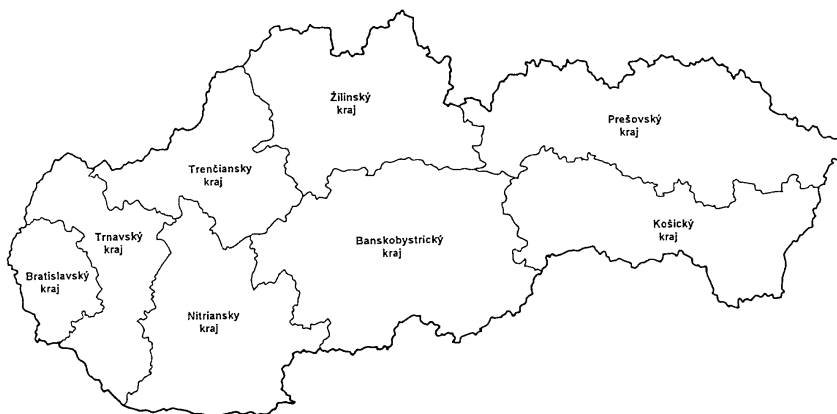 Žilinský
kraj
Prešovský
kraj
Trenčiansky
kraj
Košický
kraj
Trnavský
kraj
Banskobystrický
kraj
Bratislavský
kraj
Nitriansky
kraj